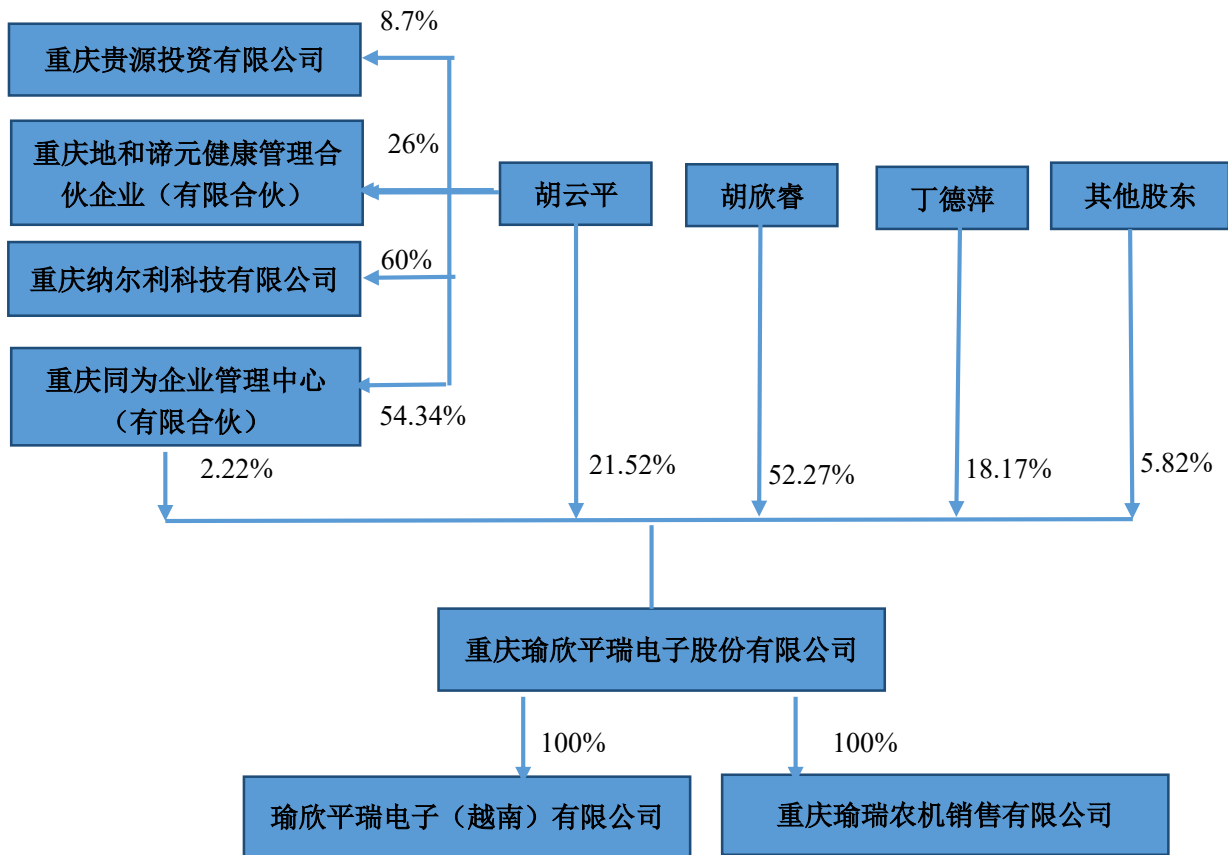 8.7%
重庆贵源投资有限公司
重庆地和谛元健康管理合
伙企业（有限合伙）
26%
胡云平
胡欣睿
丁德萍
其他股东
60%
重庆纳尔利科技有限公司
重庆同为企业管理中心
（有限合伙）
54.34%
2.22%
21.52%
52.27%
18.17%
5.82%
重庆瑜欣平瑞电子股份有限公司
100%
100%
瑜欣平瑞电子（越南）有限公司
重庆瑜瑞农机销售有限公司